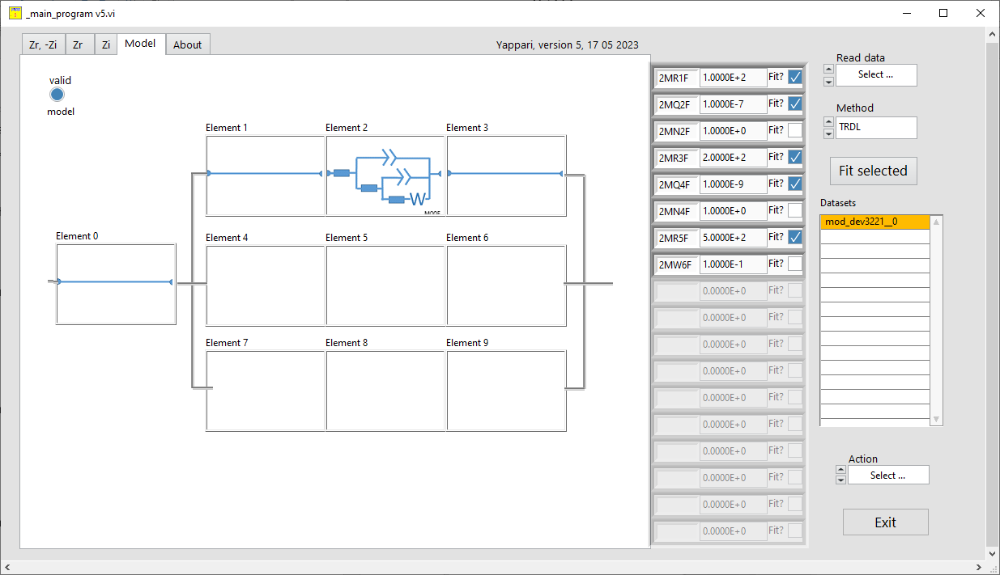 _main_program v5.vi
Zr, -Zi
Zr
Zi
Model
About
Yappari, version 5, 17 05 2023
valid
model
Element 0
Element 1
Element 2
Element 3
W
Element 4
Element 5
Element 6
Element 7
Element 8
Element 9
2MR1F 1.0000E+2 Fit?
2MQ2F 1.0000E-7 Fit?
2MN2F 1.0000E+0 Fit?
2MR3F 2.0000E+2 Fit?
2MQ4F 1.0000E-9 Fit?
2MN4F 1.0000E+0 Fit?
2MR5F 5.0000E+2 Fit?
2MW6F 1.0000E-1 Fit?
0.0000E+0 Fit?
0.0000E+0 Fit?
0.0000E+0 Fit?
0.0000E+0 Fit?
0.0000E+0 Fit?
0.0000E+0 Fit?
0.0000E+0 Fit?
0.0000E+0 Fit?
0.0000E+0 Fit?
0.0000E+0 Fit?
Read data
Select ...
Method
TRDL
Fit selected
Datasets
mod_dev3221__0
Action
Select ...
Exit